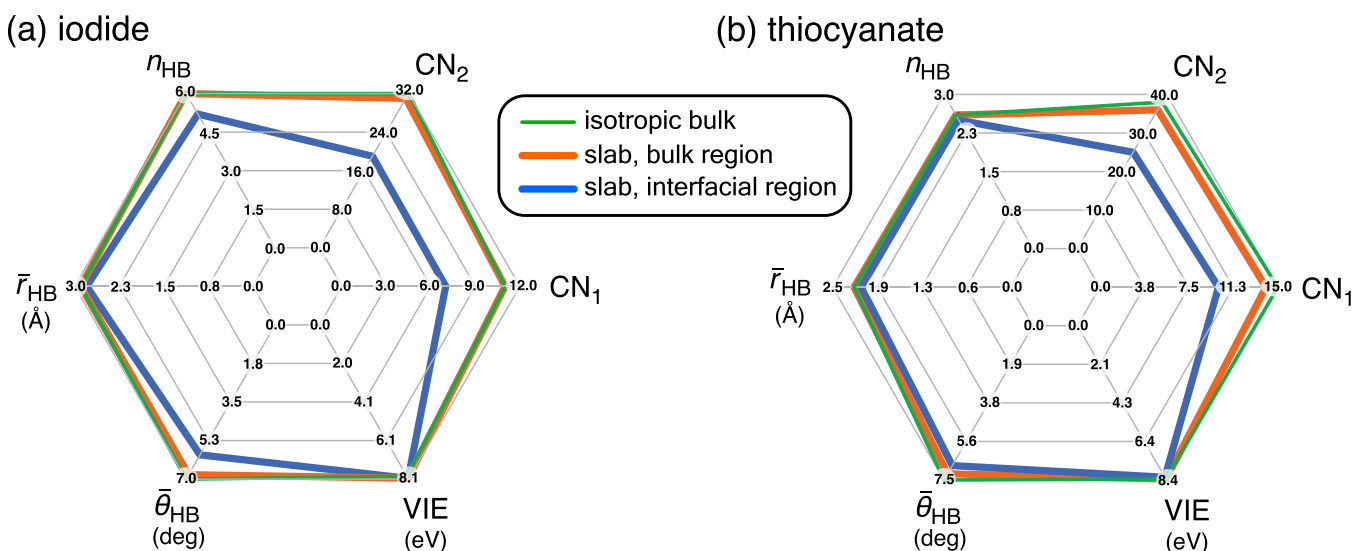 (a) iodide
(b) thiocyanate
n_HB
CN₂
6.0
32.0
4.5
24.0
3.0
16.0
1.5
8.0
0.0
0.0
r̄_HB
(Å)
3.0
2.3
1.5
0.8
0.0
0.0
3.0
6.0
9.0
12.0
CN₁
0.0
0.0
1.8
2.0
3.5
4.1
5.3
6.1
7.0
8.1
θ̄_HB
(deg)
VIE
(eV)
isotropic bulk
slab, bulk region
slab, interfacial region
n_HB
CN₂
3.0
40.0
2.3
30.0
1.5
20.0
0.8
10.0
0.0
0.0
r̄_HB
(Å)
2.5
1.9
1.3
0.6
0.0
0.0
3.8
7.5
11.3
15.0
CN₁
0.0
0.0
1.9
2.1
3.8
4.3
5.6
6.4
7.5
8.4
θ̄_HB
(deg)
VIE
(eV)